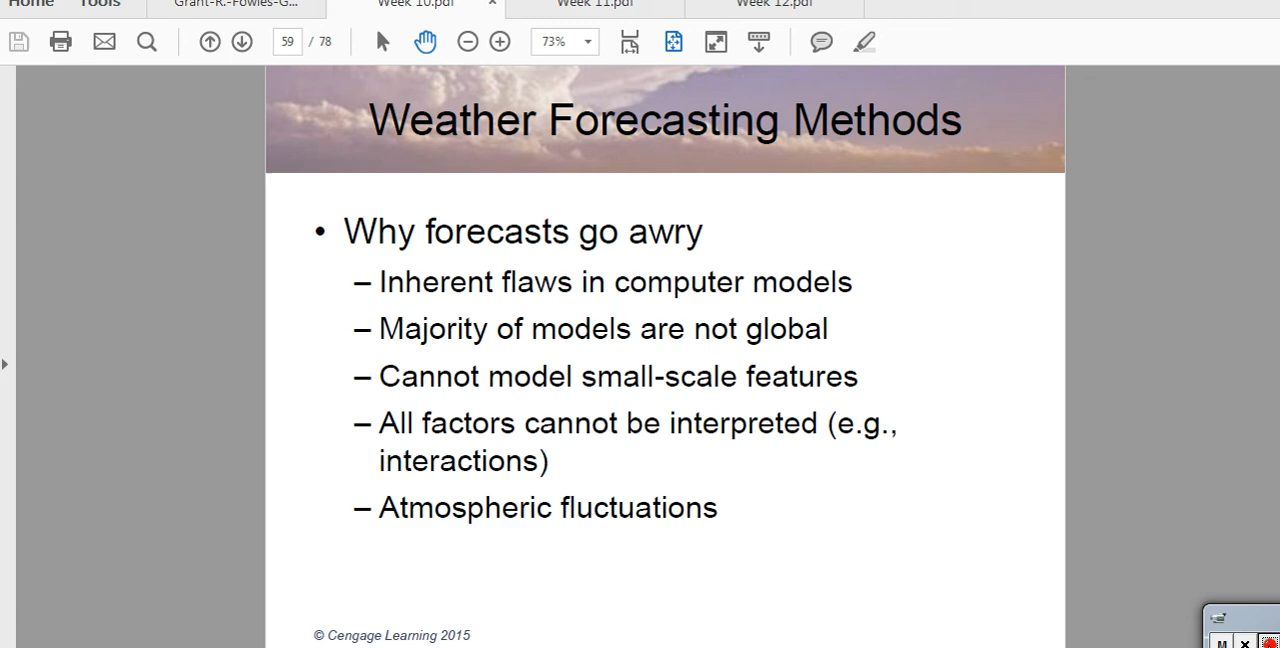 Home Tools Grant-R.-Fowles-G... Week 10.pdf × Week 11.pdf Week 12.pdf
59 / 78 73%
Weather Forecasting Methods
• Why forecasts go awry
– Inherent flaws in computer models
– Majority of models are not global
– Cannot model small-scale features
– All factors cannot be interpreted (e.g.,
interactions)
– Atmospheric fluctuations
© Cengage Learning 2015
M X